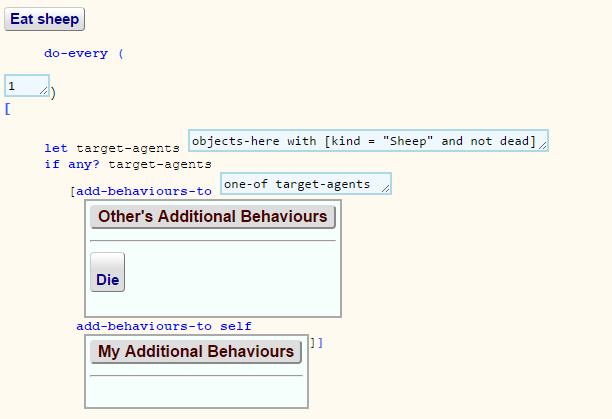 Eat sheep
do-every (
1 )
[
let target-agents objects-here with [kind = "Sheep" and not dead]
if any? target-agents
[add-behaviours-to one-of target-agents
Other's Additional Behaviours
Die
add-behaviours-to self
My Additional Behaviours ]]